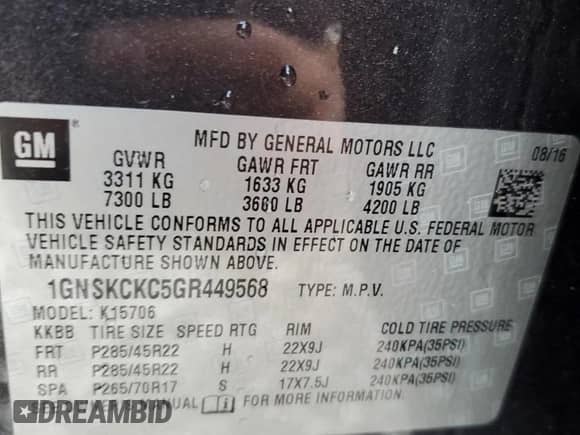 GM
MFD BY GENERAL MOTORS LLC
08/16
GVWR GAWR FRT GAWR RR
3311 KG 1633 KG 1905 KG
7300 LB 3660 LB 4200 LB
THIS VEHICLE CONFORMS TO ALL APPLICABLE U.S. FEDERAL MOTOR
VEHICLE SAFETY STANDARDS IN EFFECT ON THE DATE OF
MANUFACTURE SHOWN ABOVE.
1GNSKCKC5GR449568 TYPE: M.P.V.
MODEL: K15706
KKBB TIRE SIZE SPEED RTG RIM COLD TIRE PRESSURE
FRT P285/45R22 H 22X9J 240KPA(35PSI)
RR P285/45R22 H 22X9J 240KPA(35PSI)
SPA P265/70R17 S 17X7.5J 240KPA(35PSI)
MANUAL FOR MORE INFORMATION.
DREAMBID